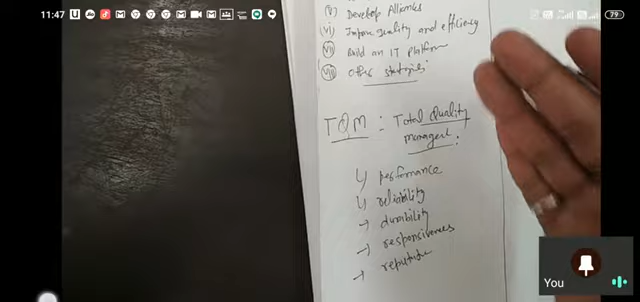 11:47
79
(v) Develop Alliances
(vi) Improve quality and efficiency
(vii) Build an IT platform
(viii) Other strategies
TQM : Total Quality
management :
performance
reliability
→ durability
→ responsiveness
→
You